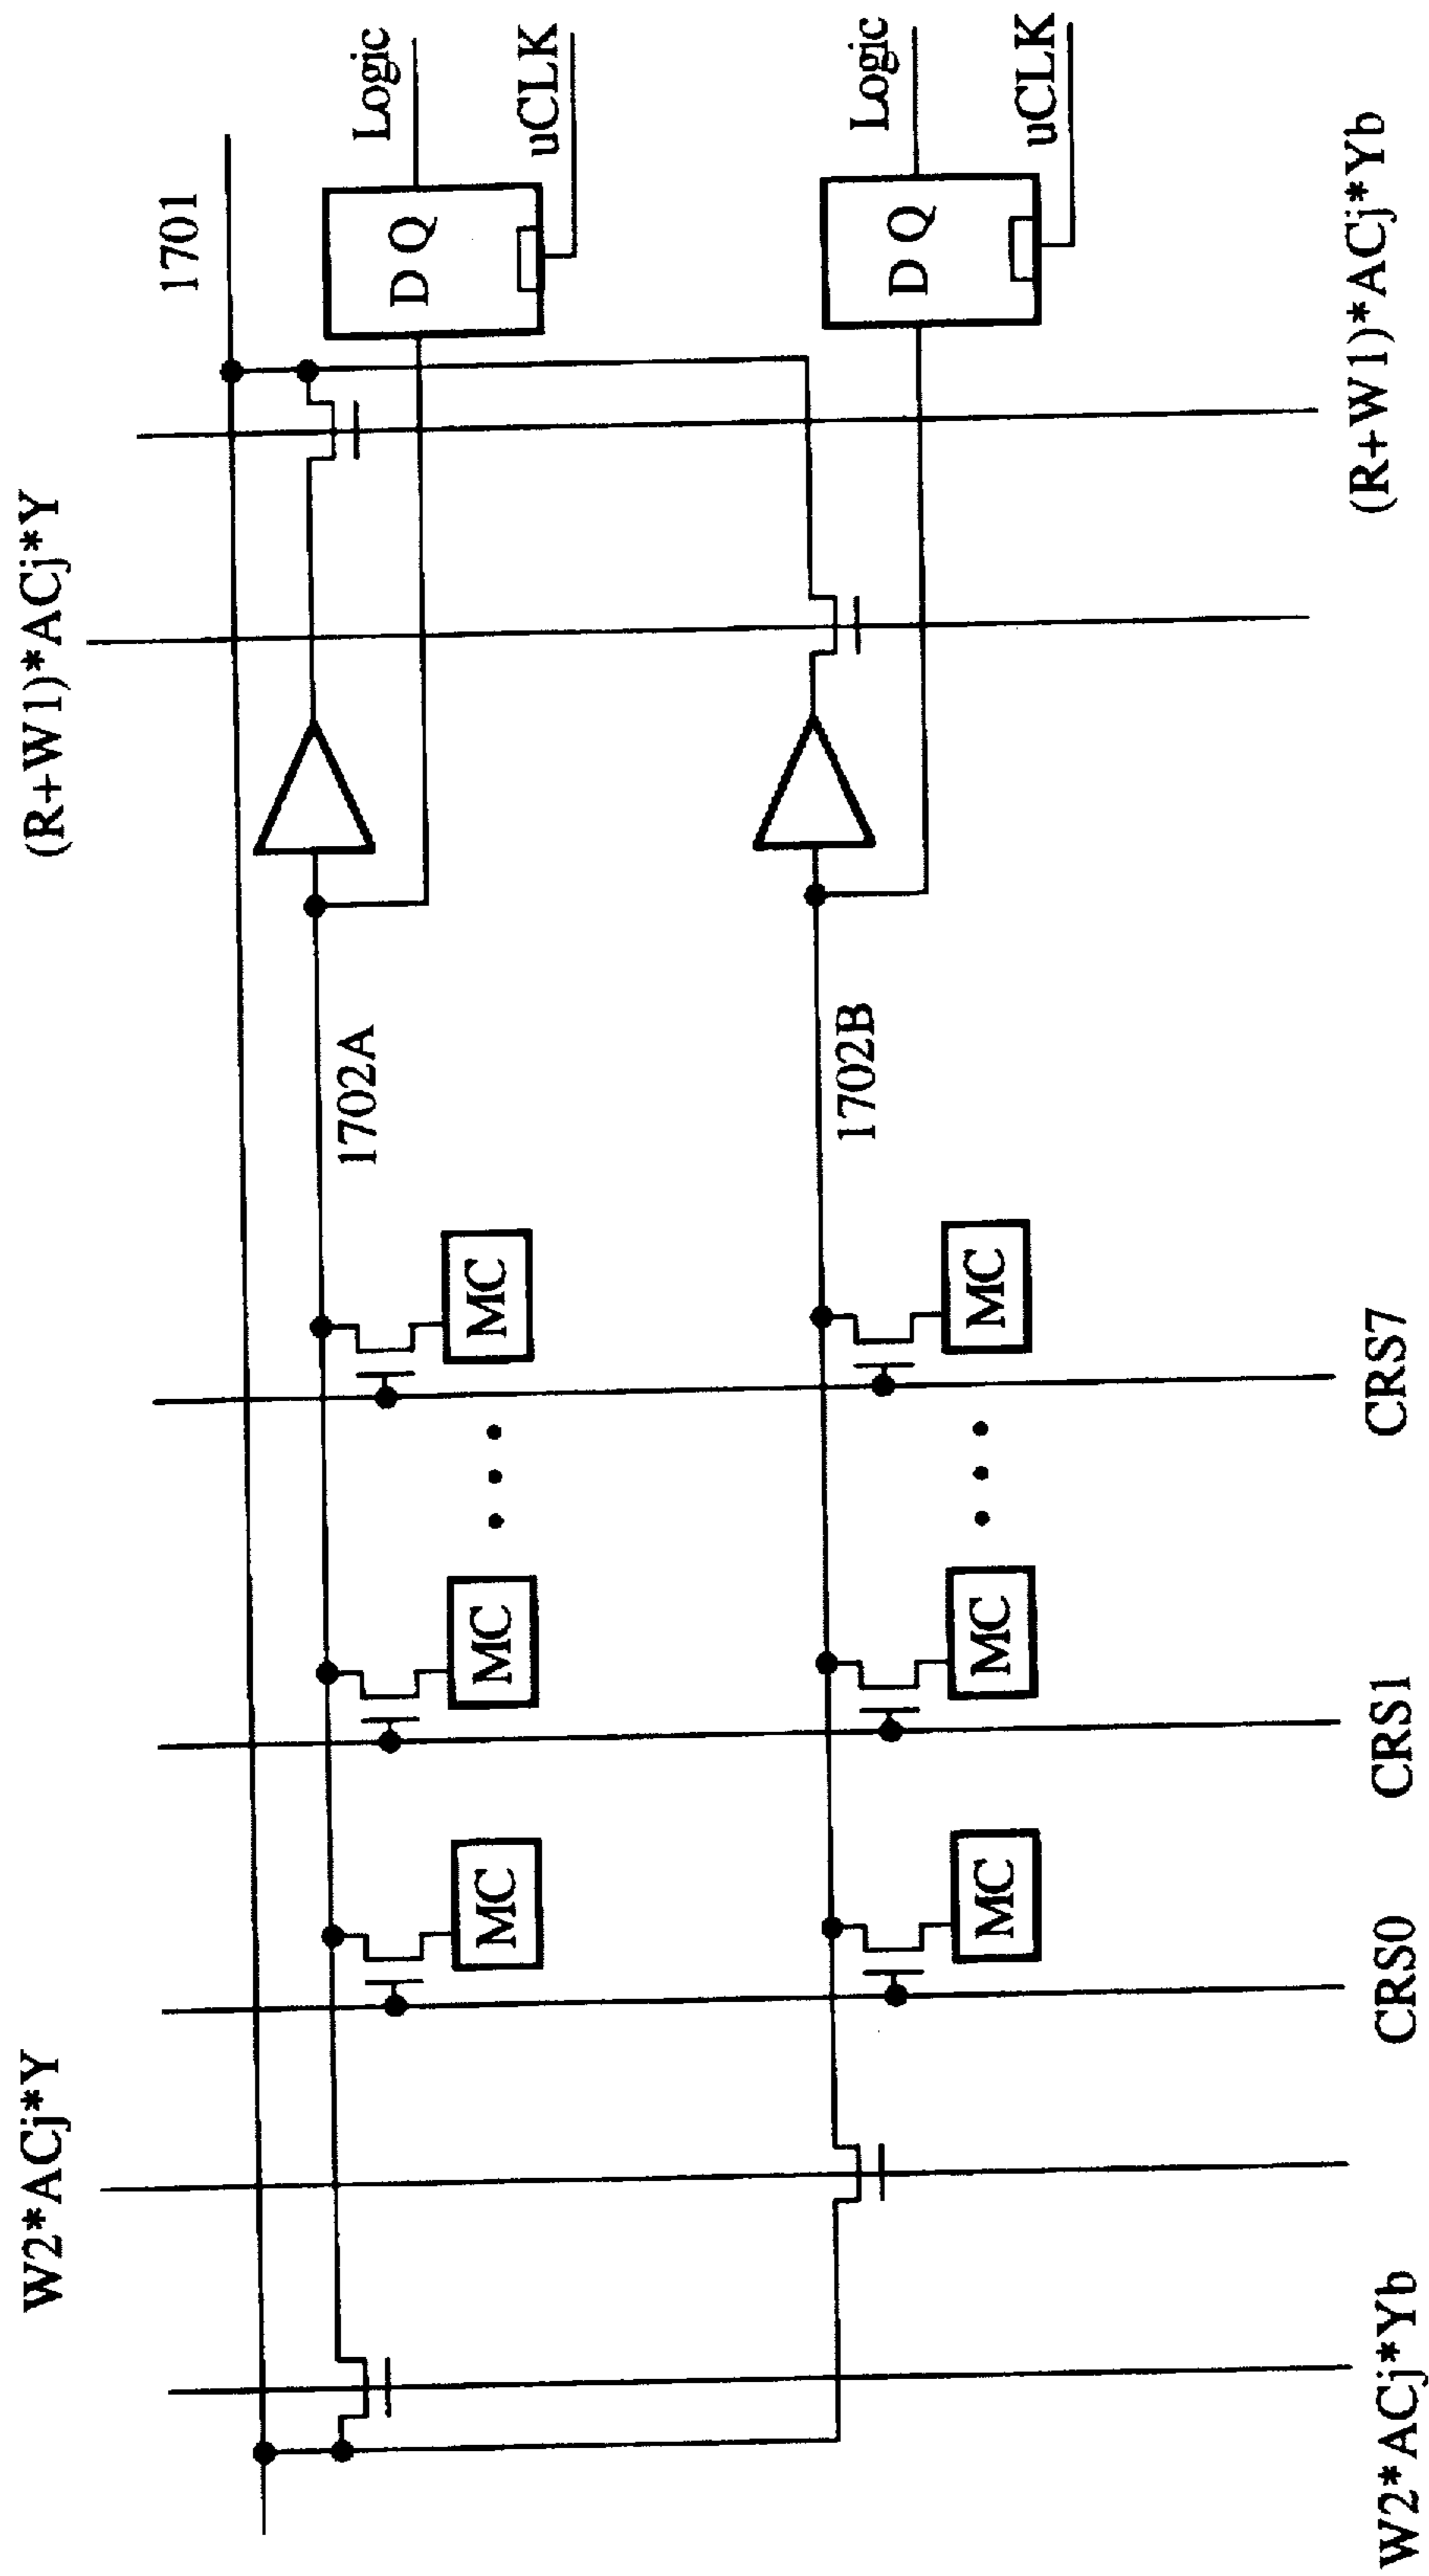 W2*ACj*Y
(R+W1)*ACj*Y
1701
Logic
D Q
uCLK
1702A
MC
MC
MC
Logic
D Q
uCLK
1702B
MC
MC
MC
W2*ACj*Yb
CRS0
CRS1
CRS7
(R+W1)*ACj*Yb